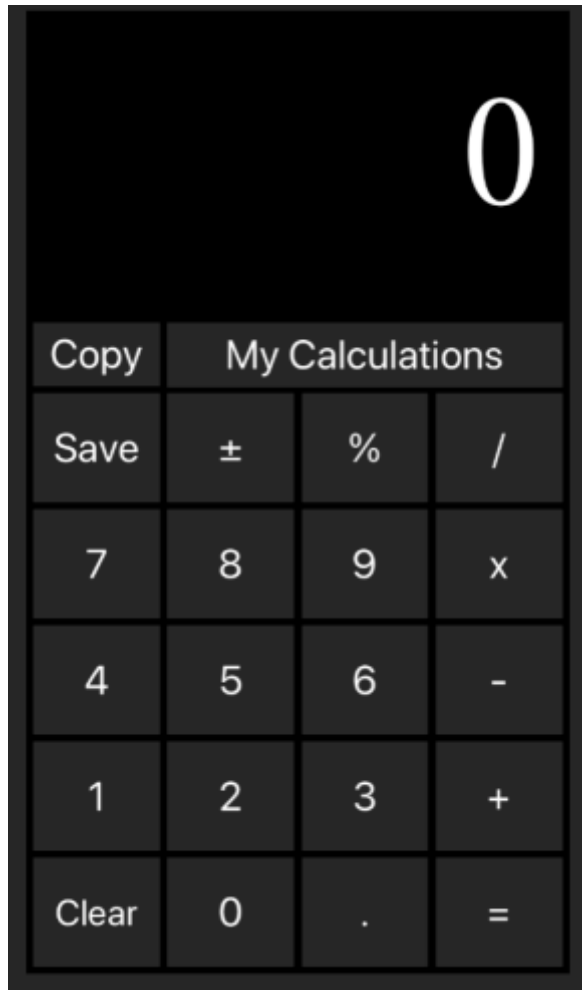 0
Copy My Calculations
Save ± % /
7 8 9 x
4 5 6 -
1 2 3 +
Clear 0 . =